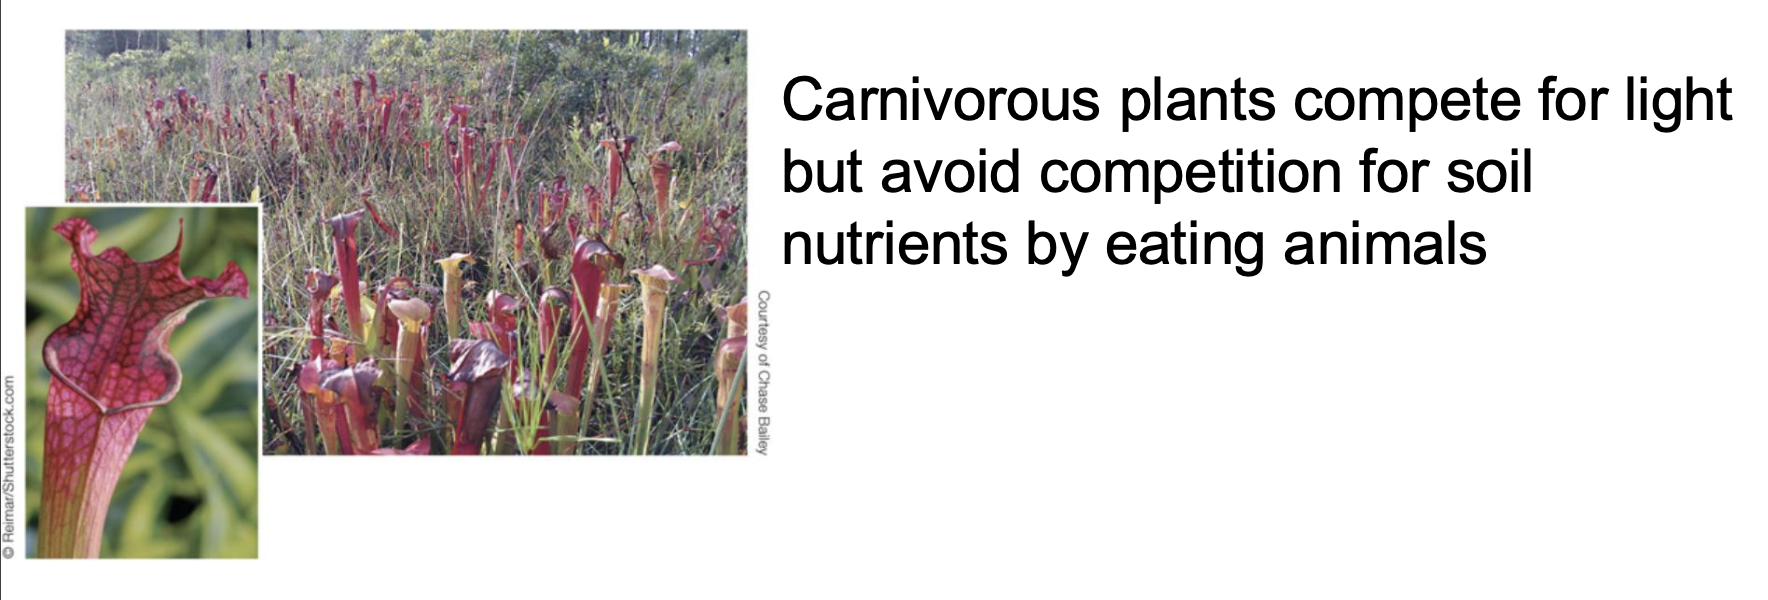 Carnivorous plants compete for light
but avoid competition for soil
nutrients by eating animals
Courtesy of Chase Bailey
© Reimar/Shutterstock.com